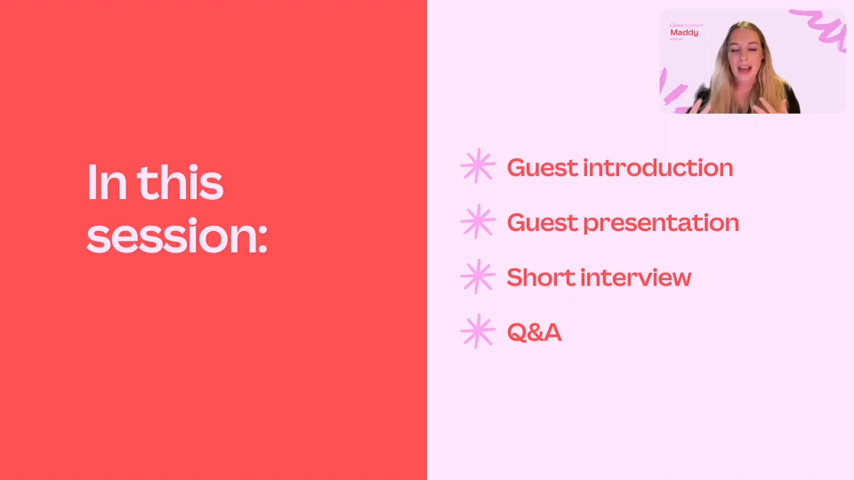 In this
session:
Maddy
Guest introduction
Guest presentation
Short interview
Q&A